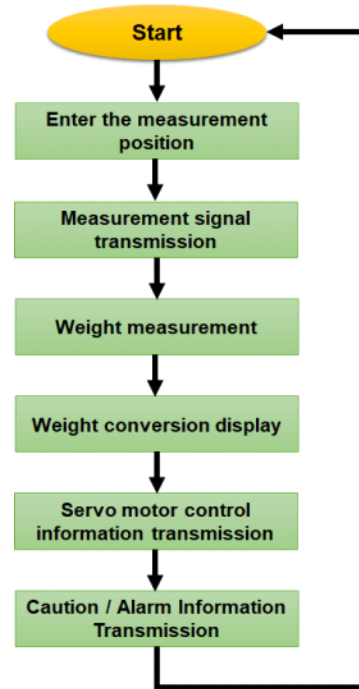 Start
Enter the measurement
position
Measurement signal
transmission
Weight measurement
Weight conversion display
Servo motor control
information transmission
Caution / Alarm Information
Transmission